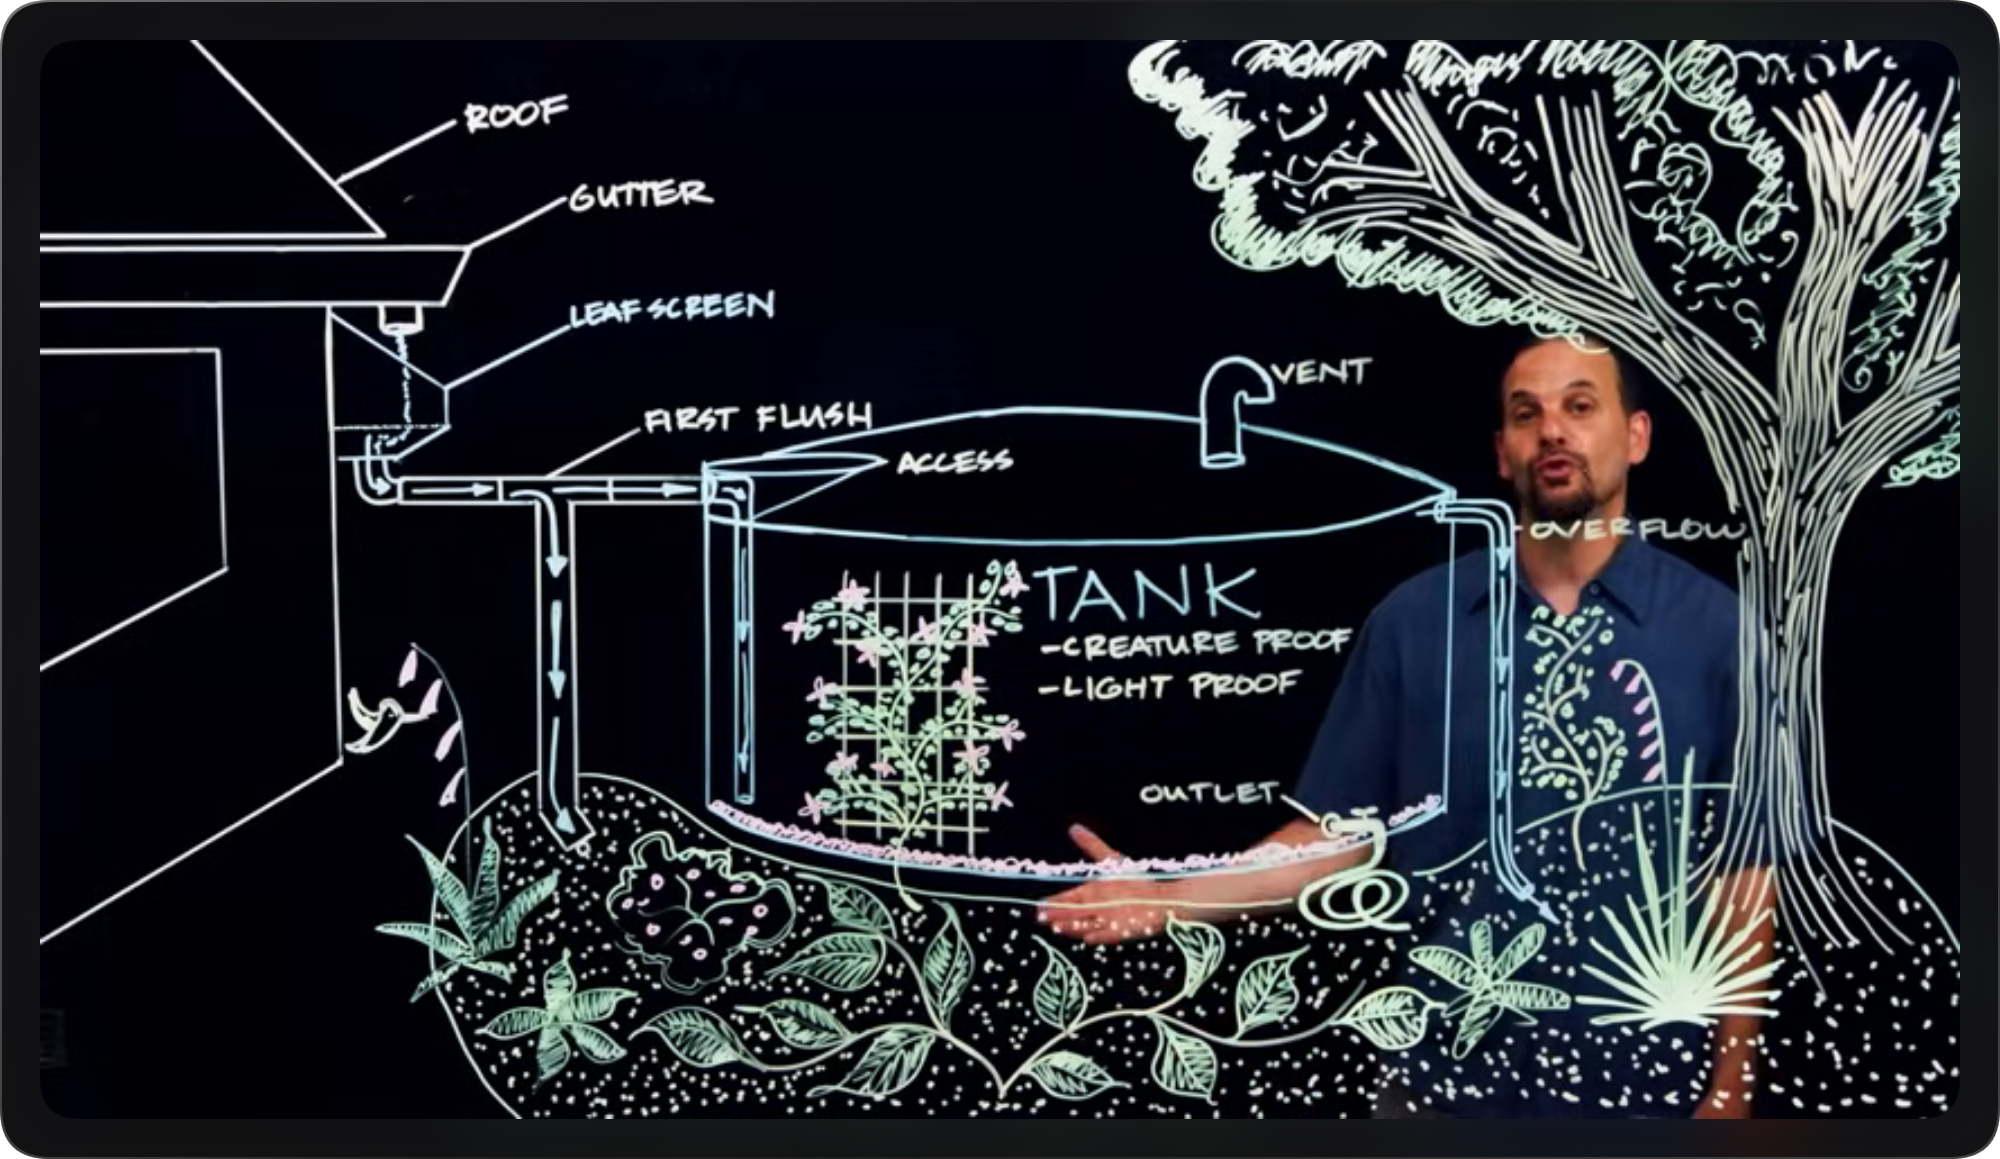 ROOF
GUTTER
LEAF SCREEN
VENT
FIRST FLUSH
ACCESS
OVERFLOW
TANK
-CREATURE PROOF
-LIGHT PROOF
OUTLET